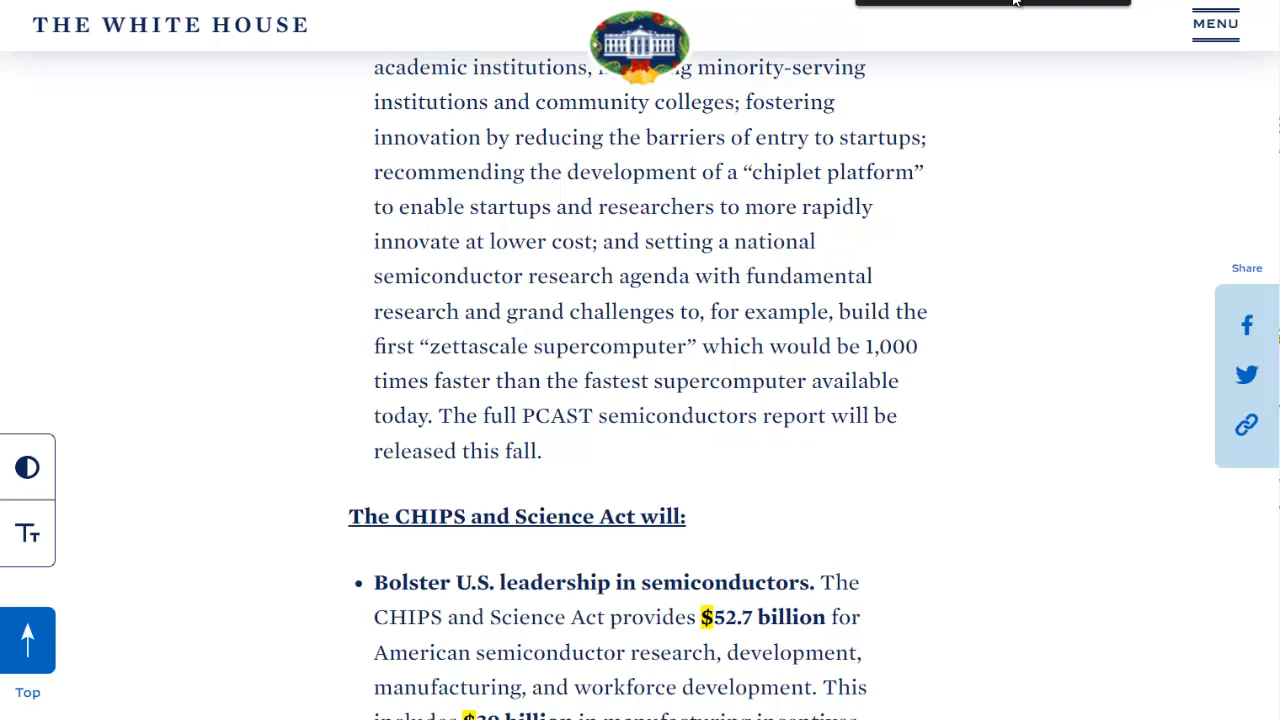 THE WHITE HOUSE
MENU
academic institutions, minority-serving
institutions and community colleges; fostering
innovation by reducing the barriers of entry to startups;
recommending the development of a “chiplet platform”
to enable startups and researchers to more rapidly
innovate at lower cost; and setting a national
semiconductor research agenda with fundamental
research and grand challenges to, for example, build the
first “zettascale supercomputer” which would be 1,000
times faster than the fastest supercomputer available
today. The full PCAST semiconductors report will be
released this fall.
The CHIPS and Science Act will:
• Bolster U.S. leadership in semiconductors. The
CHIPS and Science Act provides $52.7 billion for
American semiconductor research, development,
manufacturing, and workforce development. This
includes $39 billion in manufacturing incentives
Share
Tт
Top